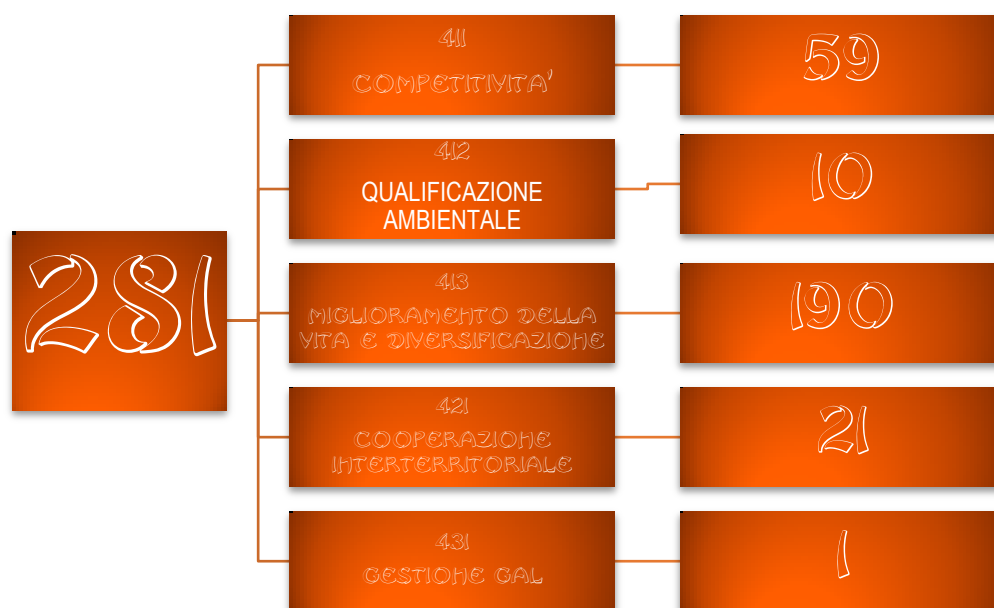 281
411
COMPETITIVITA'
59
412
QUALIFICAZIONE
AMBIENTALE
10
413
MIGLIORAMENTO DELLA
VITA E DIVERSIFICAZIONE
190
421
COOPERAZIONE
INTERTERRITORIALE
21
431
GESTIONE GAL
1